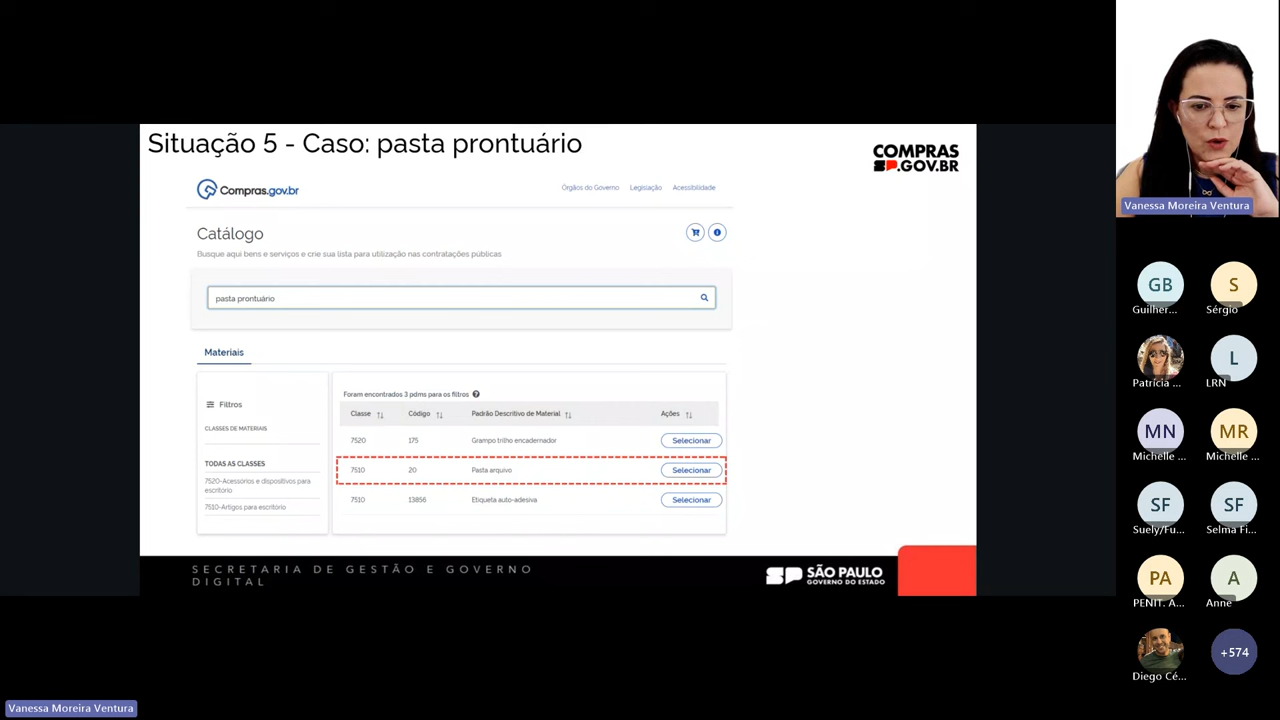 Situação 5 - Caso: pasta prontuário
COMPRAS
SP.GOV.BR
Compras.gov.br
Órgãos do Governo Legislação Acessibilidade
Catálogo
Busque aqui bens e serviços e crie sua lista para utilização nas contratações públicas
pasta prontuário
Materiais
Filtros
CLASSES DE MATERIAIS
TODAS AS CLASSES
7520-Acessórios e dispositivos para
escritório
7510-Artigos para escritório
Foram encontrados 3 pdms para os filtros
Classe Código Padrão Descritivo de Material Ações
7520 175 Grampo trilho encadernador Selecionar
7510 20 Pasta arquivo Selecionar
7510 13856 Etiqueta auto-adesiva Selecionar
SECRETARIA DE GESTÃO E GOVERNO
DIGITAL
SP SÃO PAULO
GOVERNO DO ESTADO
Vanessa Moreira Ventura
GB S
Guilher... Sérgio
L
Patrícia ... LRN
MN MR
Michelle ... Michelle ...
SF SF
Suely/Fu... Selma Fi...
PA A
PENIT. A... Anne
+574
Diego Cé...
Vanessa Moreira Ventura